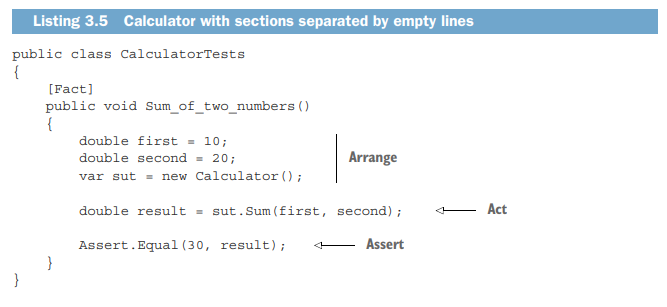 Listing 3.5 Calculator with sections separated by empty lines
public class CalculatorTests
{
[Fact]
public void Sum_of_two_numbers()
{
double first = 10;
double second = 20;
Arrange
var sut = new Calculator();
double result = sut.Sum(first, second);
Act
Assert.Equal(30, result);
Assert
}
}